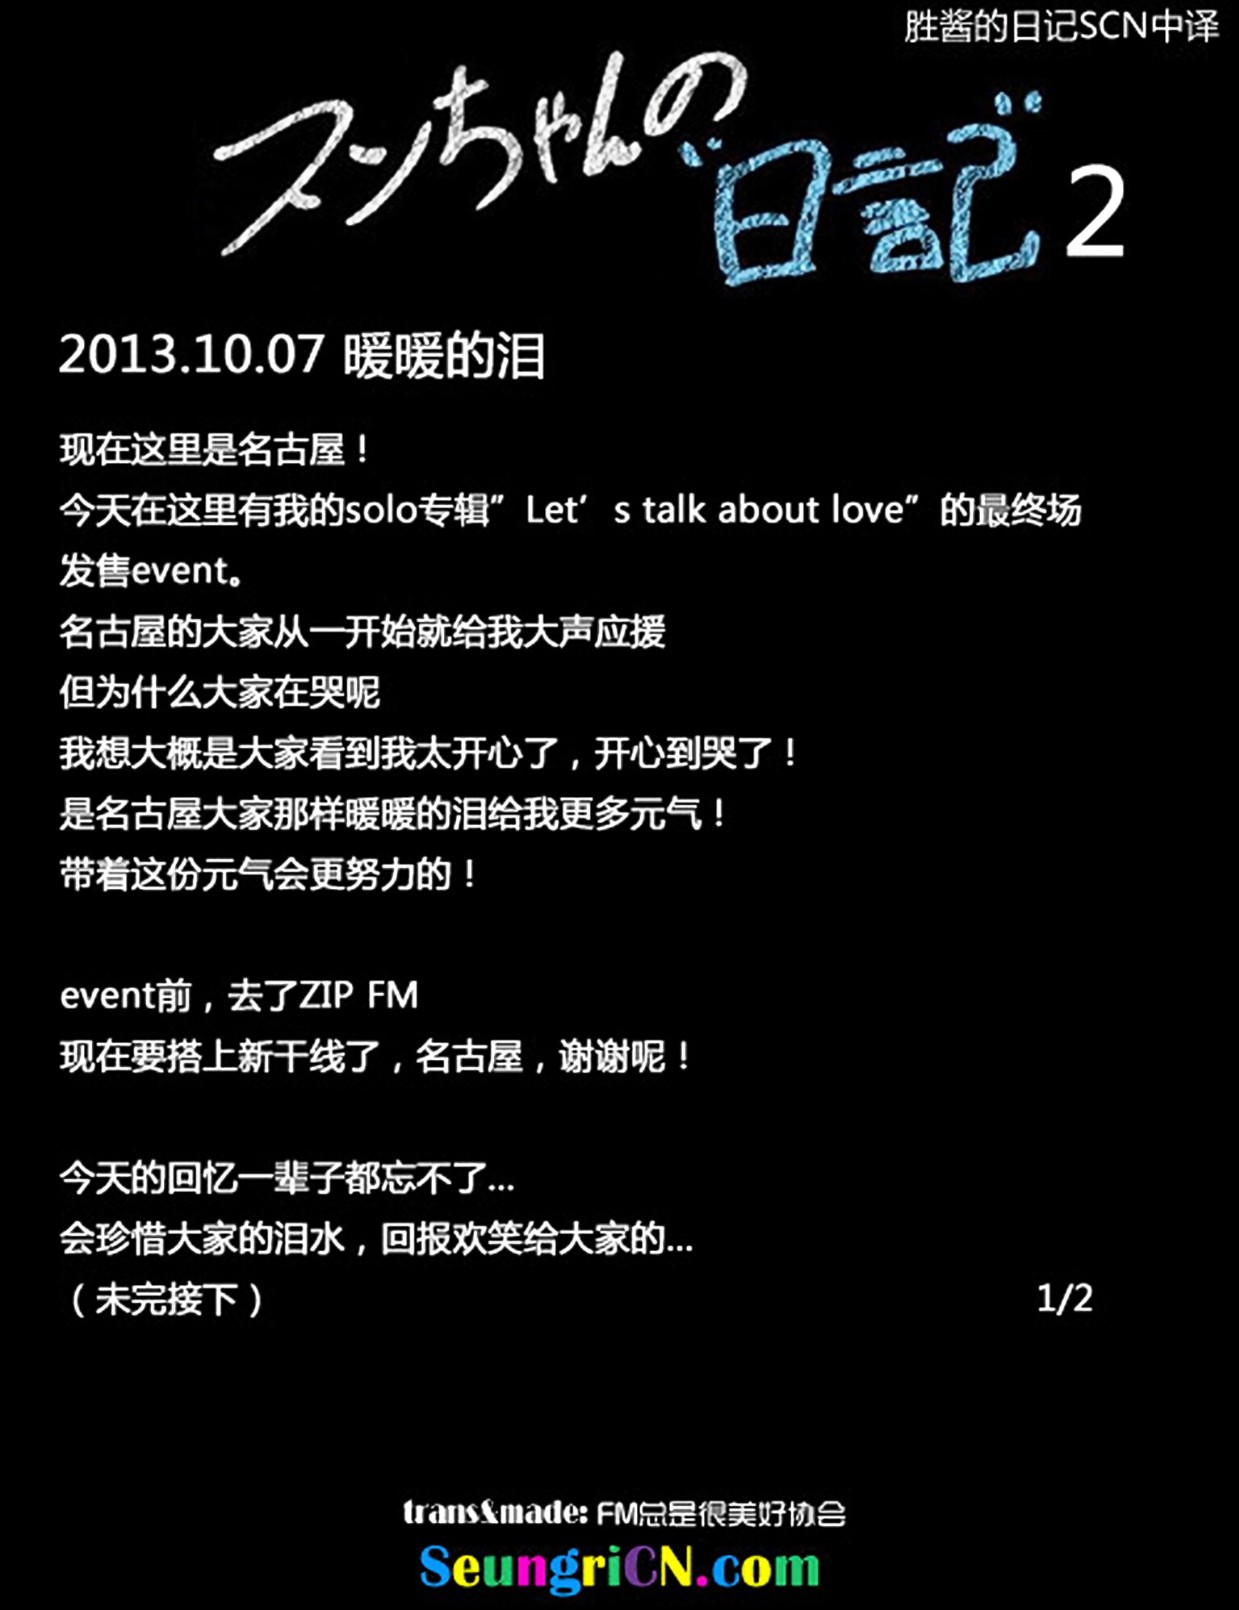 胜酱的日记SCN中译
スンちゃんの
日記2
2013.10.07 暖暖的泪
现在这里是名古屋！
今天在这里有我的solo专辑”Let’s talk about love”的最终场
发售event。
名古屋的大家从一开始就给我大声应援
但为什么大家在哭呢
我想大概是大家看到我太开心了，开心到哭了！
是名古屋大家那样暖暖的泪给我更多元气！
带着这份元气会更努力的！
event前，去了ZIP FM
现在要搭上新干线了，名古屋，谢谢呢！
今天的回忆一辈子都忘不了...
会珍惜大家的泪水，回报欢笑给大家的...
（未完接下） 1/2
trans&made: FM总是很美好协会
SeungriCN.com